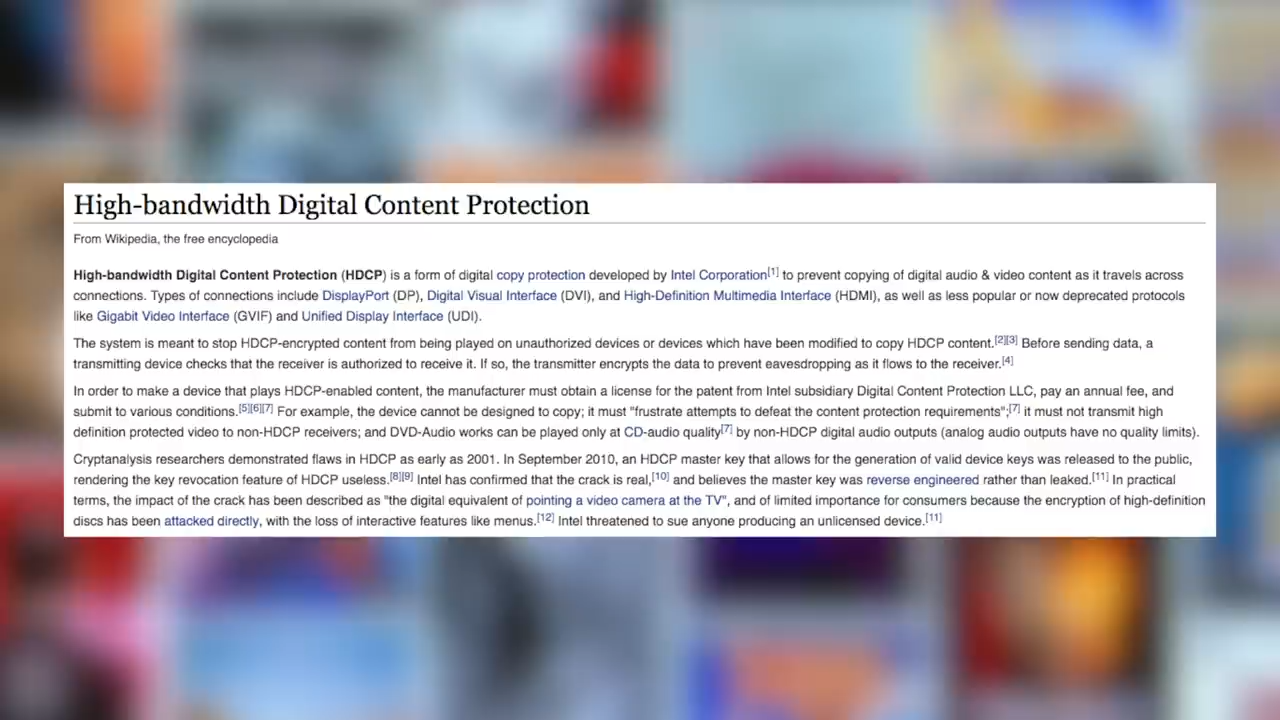 High-bandwidth Digital Content Protection
From Wikipedia, the free encyclopedia
High-bandwidth Digital Content Protection (HDCP) is a form of digital copy protection developed by Intel Corporation[1] to prevent copying of digital audio & video content as it travels across
connections. Types of connections include DisplayPort (DP), Digital Visual Interface (DVI), and High-Definition Multimedia Interface (HDMI), as well as less popular or now deprecated protocols
like Gigabit Video Interface (GVIF) and Unified Display Interface (UDI).
The system is meant to stop HDCP-encrypted content from being played on unauthorized devices or devices which have been modified to copy HDCP content.[2][3] Before sending data, a
transmitting device checks that the receiver is authorized to receive it. If so, the transmitter encrypts the data to prevent eavesdropping as it flows to the receiver.[4]
In order to make a device that plays HDCP-enabled content, the manufacturer must obtain a license for the patent from Intel subsidiary Digital Content Protection LLC, pay an annual fee, and
submit to various conditions.[5][6][7] For example, the device cannot be designed to copy; it must "frustrate attempts to defeat the content protection requirements";[7] it must not transmit high
definition protected video to non-HDCP receivers; and DVD-Audio works can be played only at CD-audio quality[7] by non-HDCP digital audio outputs (analog audio outputs have no quality limits).
Cryptanalysis researchers demonstrated flaws in HDCP as early as 2001. In September 2010, an HDCP master key that allows for the generation of valid device keys was released to the public,
rendering the key revocation feature of HDCP useless.[8][9] Intel has confirmed that the crack is real,[10] and believes the master key was reverse engineered rather than leaked.[11] In practical
terms, the impact of the crack has been described as "the digital equivalent of pointing a video camera at the TV", and of limited importance for consumers because the encryption of high-definition
discs has been attacked directly, with the loss of interactive features like menus.[12] Intel threatened to sue anyone producing an unlicensed device.[11]